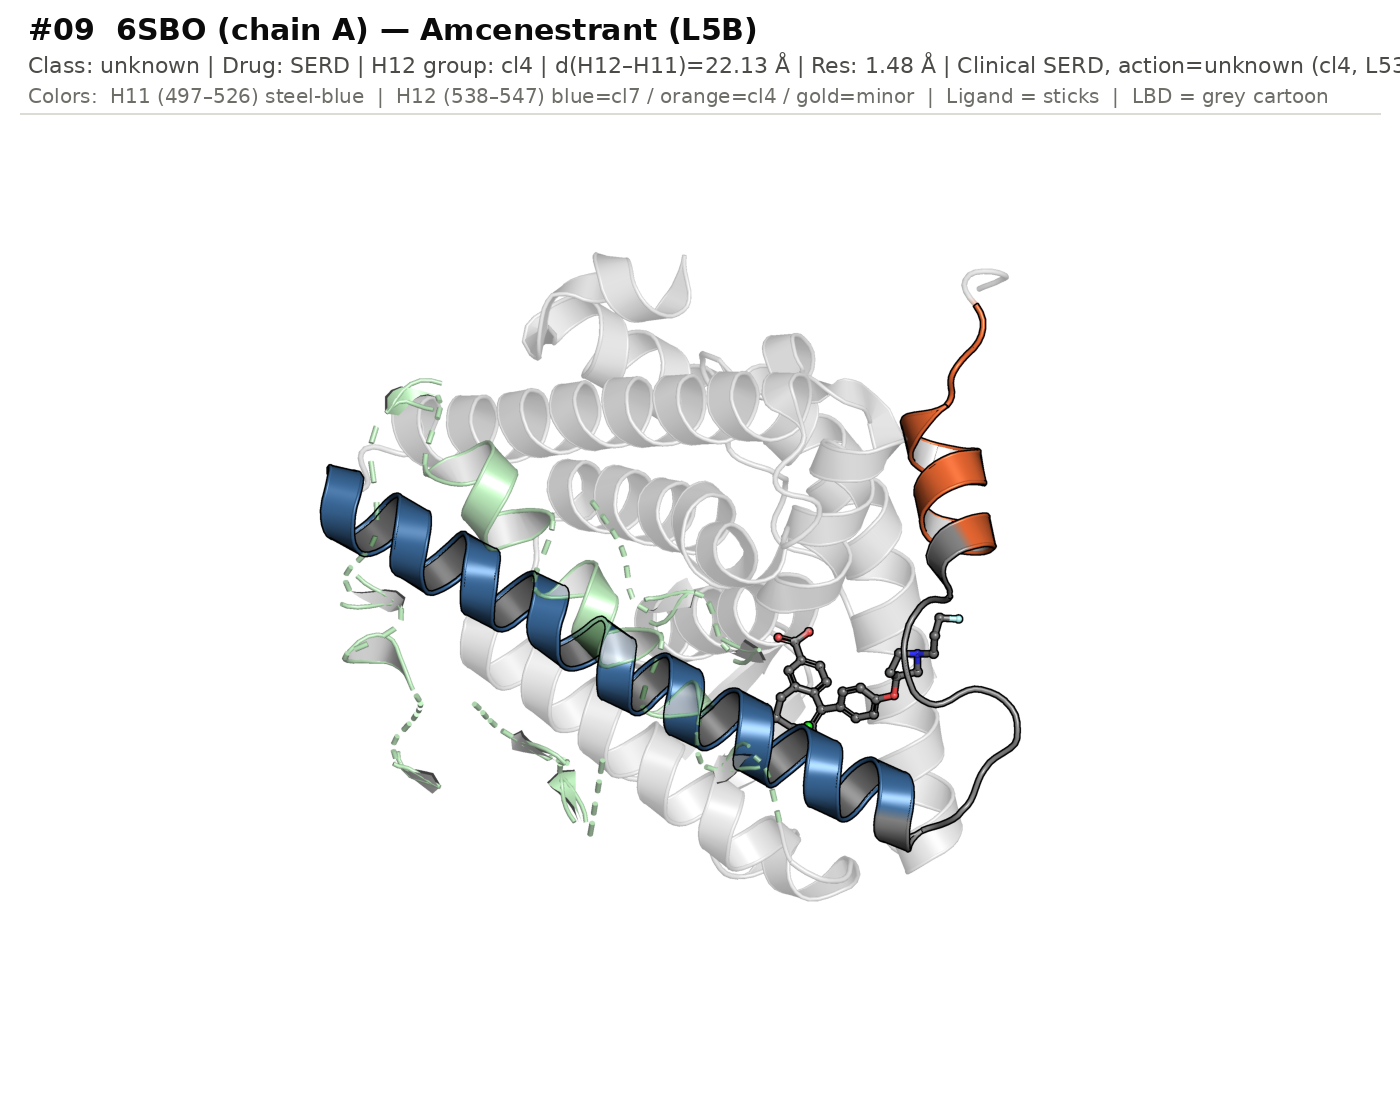 #09 6SBO (chain A) — Amcenestrant (L5B)
Class: unknown | Drug: SERD | H12 group: cl4 | d(H12–H11)=22.13 Å | Res: 1.48 Å | Clinical SERD, action=unknown (cl4, L53
Colors: H11 (497–526) steel-blue | H12 (538–547) blue=cl7 / orange=cl4 / gold=minor | Ligand = sticks | LBD = grey cartoon